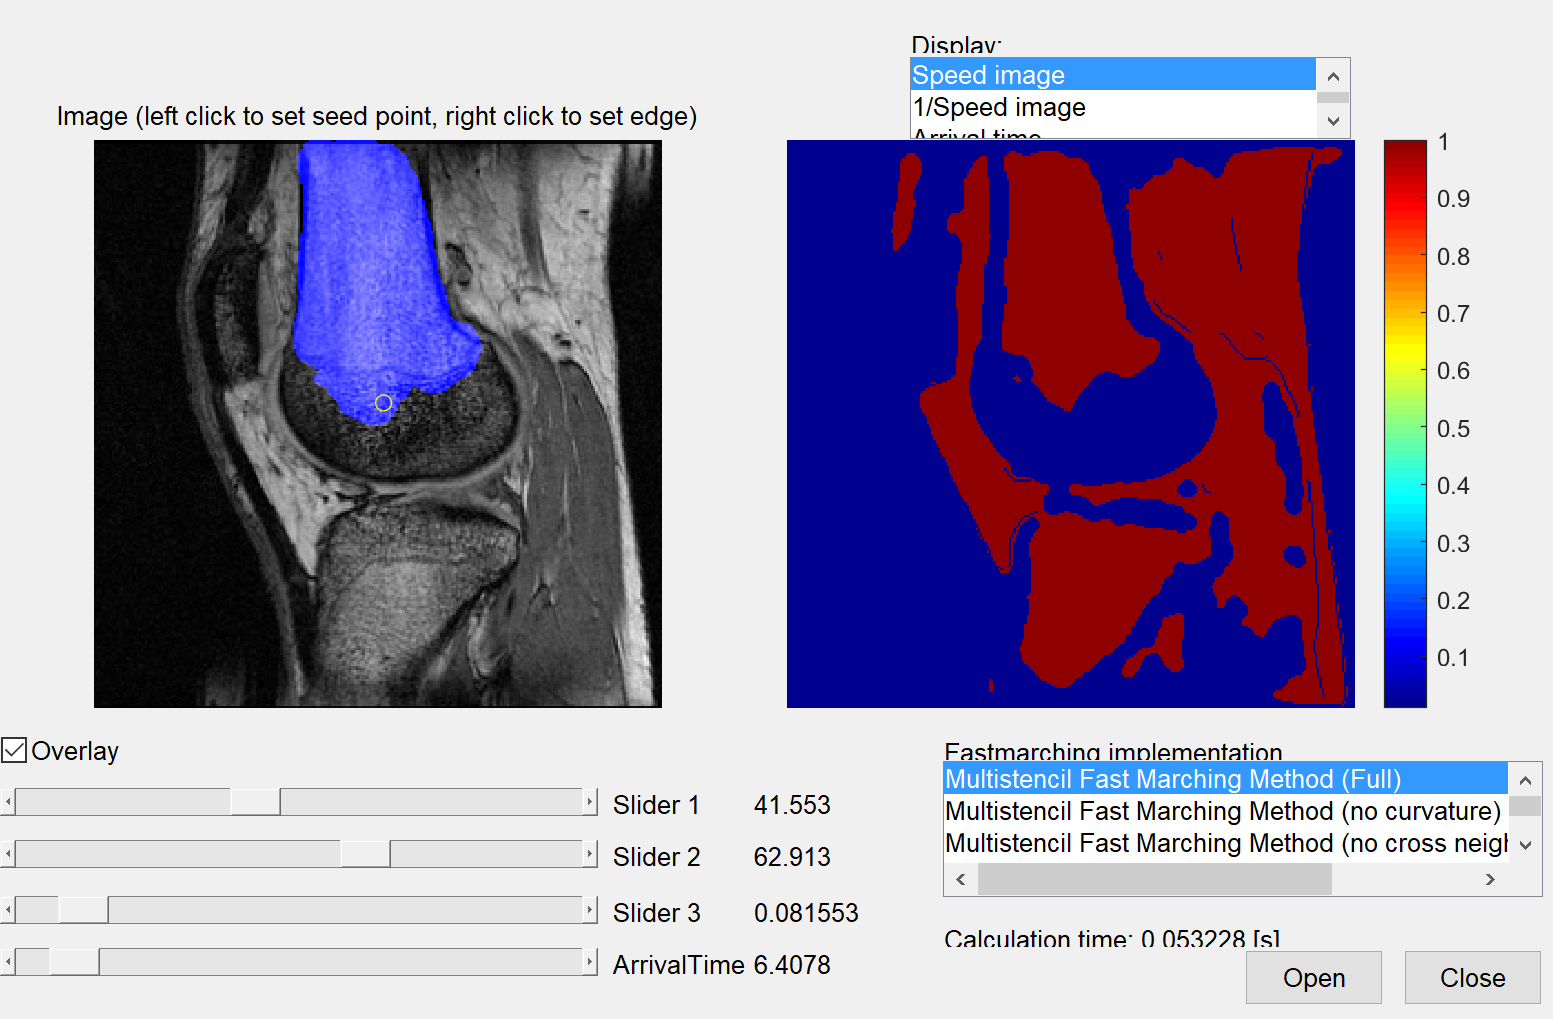 Display:
Speed image
1/Speed image
Arrival time
Image (left click to set seed point, right click to set edge)
1
0.9
0.8
0.7
0.6
0.5
0.4
0.3
0.2
0.1
Overlay
Slider 1 41.553
Slider 2 62.913
Slider 3 0.081553
ArrivalTime 6.4078
Fastmarching implementation
Multistencil Fast Marching Method (Full)
Multistencil Fast Marching Method (no curvature)
Multistencil Fast Marching Method (no cross neigh
Calculation time: 0.053228 [s]
Open
Close